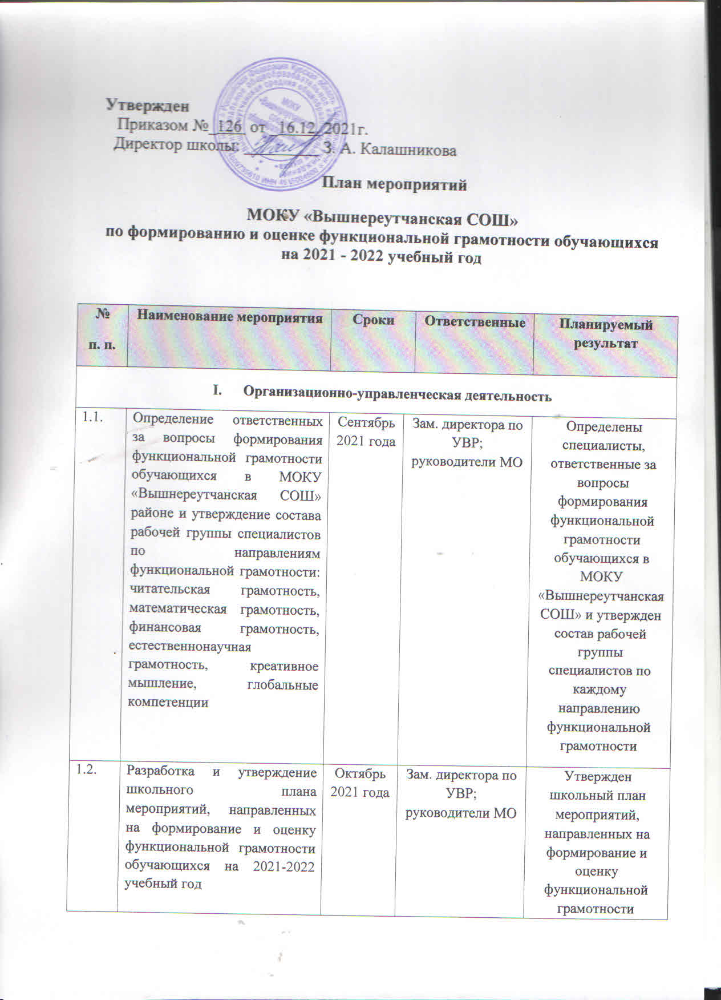 Утвержден
Приказом № 126 от 16.12.2021г.
Директор школы: З. А. Калашникова
План мероприятий
МОКУ «Вышнереутчанская СОШ»
по формированию и оценке функциональной грамотности обучающихся
на 2021 - 2022 учебный год
№
п. п.
Наименование мероприятия
Сроки
Ответственные
Планируемый
результат
I. Организационно-управленческая деятельность
1.1.
Определение ответственных
за вопросы формирования
функциональной грамотности
обучающихся в МОКУ
«Вышнереутчанская СОШ»
районе и утверждение состава
рабочей группы специалистов
по направлениям
функциональной грамотности:
читательская грамотность,
математическая грамотность,
финансовая грамотность,
естественнонаучная
грамотность, креативное
мышление, глобальные
компетенции
Сентябрь
2021 года
Зам. директора по
УВР;
руководители МО
Определены
специалисты,
ответственные за
вопросы
формирования
функциональной
грамотности
обучающихся в
МОКУ
«Вышнереутчанская
СОШ» и утвержден
состав рабочей
группы
специалистов по
каждому
направлению
функциональной
грамотности
1.2.
Разработка и утверждение
школьного плана
мероприятий, направленных
на формирование и оценку
функциональной грамотности
обучающихся на 2021-2022
учебный год
Октябрь
2021 года
Зам. директора по
УВР;
руководители МО
Утвержден
школьный план
мероприятий,
направленных на
формирование и
оценку
функциональной
грамотности